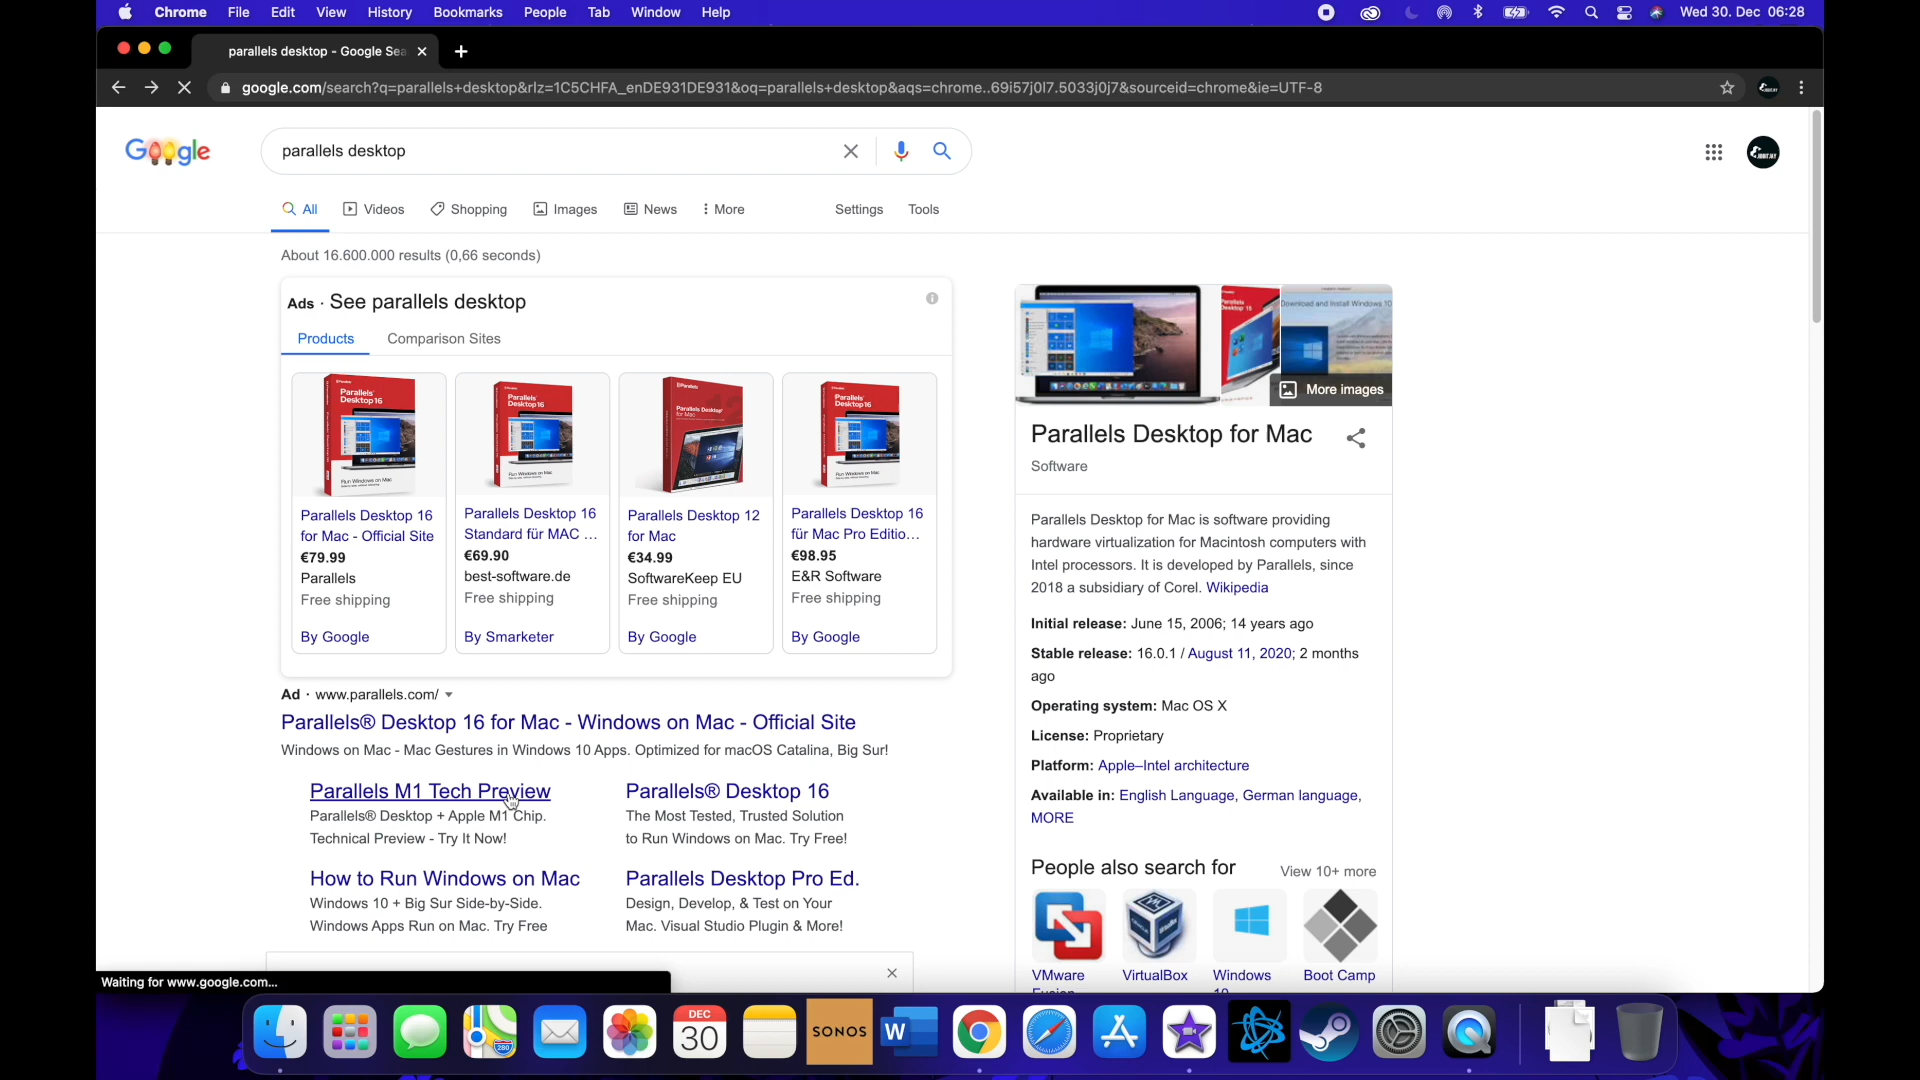 Chrome File Edit View History Bookmarks People Tab Window Help
Wed 30. Dec 06:28
parallels desktop - Google Sea
google.com/search?q=parallels+desktop&rlz=1C5CHFA_enDE931DE931&oq=parallels+desktop&aqs=chrome..69i57j0l7.5033j0j7&sourceid=chrome&ie=UTF-8
Google
parallels desktop
All Videos Shopping Images News More Settings Tools
About 16.600.000 results (0,66 seconds)
Ads · See parallels desktop
Products Comparison Sites
Parallels Desktop 16
for Mac - Official Site
€79.99
Parallels
Free shipping
By Google
Parallels Desktop 16
Standard für MAC ...
€69.90
best-software.de
Free shipping
By Smarketer
Parallels Desktop 12
for Mac
€34.99
SoftwareKeep EU
Free shipping
By Google
Parallels Desktop 16
für Mac Pro Editio...
€98.95
E&R Software
Free shipping
By Google
Ad · www.parallels.com/
Parallels® Desktop 16 for Mac - Windows on Mac - Official Site
Windows on Mac - Mac Gestures in Windows 10 Apps. Optimized for macOS Catalina, Big Sur!
Parallels M1 Tech Preview
Parallels® Desktop + Apple M1 Chip.
Technical Preview - Try It Now!
Parallels® Desktop 16
The Most Tested, Trusted Solution
to Run Windows on Mac. Try Free!
How to Run Windows on Mac
Windows 10 + Big Sur Side-by-Side.
Windows Apps Run on Mac. Try Free
Parallels Desktop Pro Ed.
Design, Develop, & Test on Your
Mac. Visual Studio Plugin & More!
More images
Parallels Desktop for Mac
Software
Parallels Desktop for Mac is software providing
hardware virtualization for Macintosh computers with
Intel processors. It is developed by Parallels, since
2018 a subsidiary of Corel. Wikipedia
Initial release: June 15, 2006; 14 years ago
Stable release: 16.0.1 / August 11, 2020; 2 months
ago
Operating system: Mac OS X
License: Proprietary
Platform: Apple–Intel architecture
Available in: English Language, German language,
MORE
People also search for View 10+ more
VMware
Fusion
VirtualBox
Windows
10
Boot Camp
Waiting for www.google.com...
DEC
30
SONOS
W